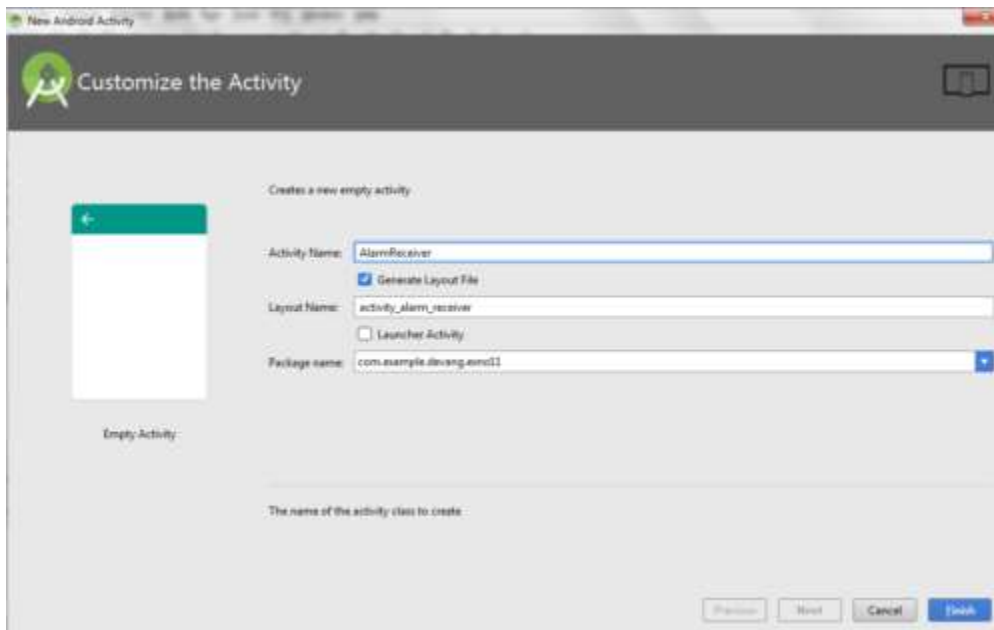 New Android Activity
Customize the Activity
Creates a new empty activity
Activity Name: AlarmReceiver
Generate Layout File
Layout Name: activity_alarm_receiver
Launcher Activity
Package name: com.example.devang.exno11
Empty Activity
The name of the activity class to create
Previous Next Cancel Finish